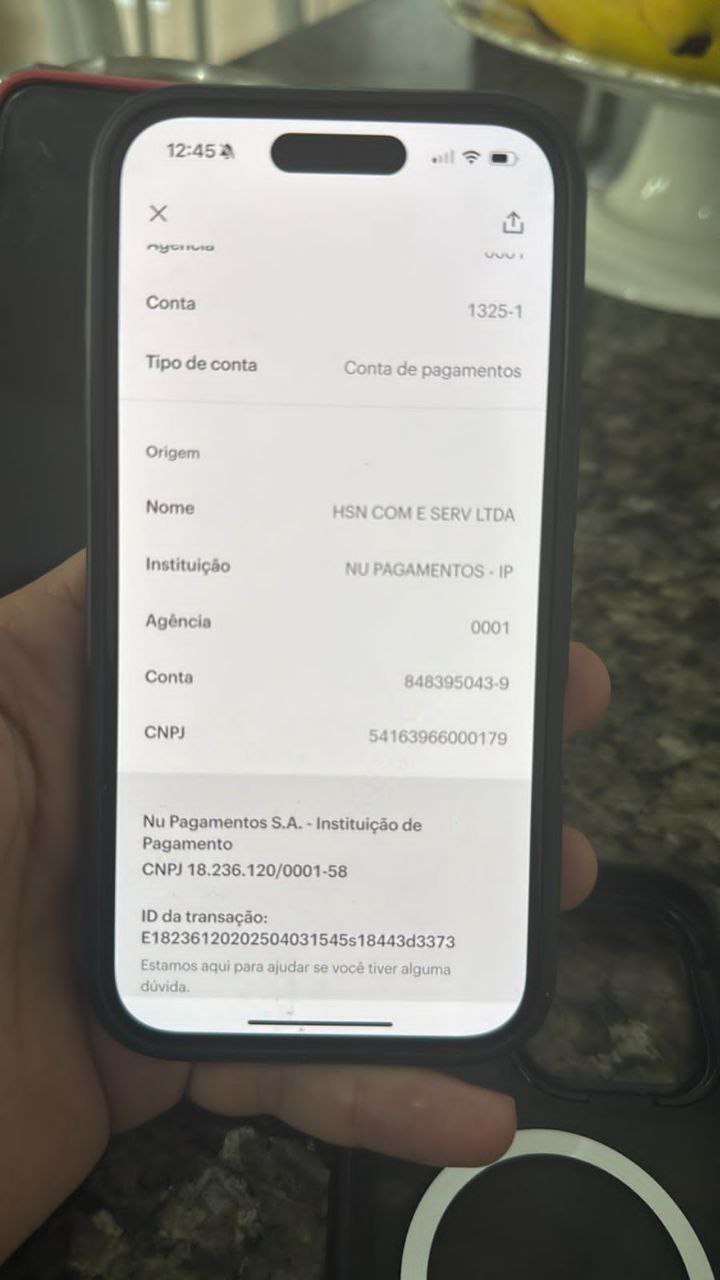 12:45
Conta 1325-1
Tipo de conta Conta de pagamentos
Origem
Nome HSN COM E SERV LTDA
Instituição NU PAGAMENTOS - IP
Agência 0001
Conta 848395043-9
CNPJ 54163966000179
Nu Pagamentos S.A. - Instituição de
Pagamento
CNPJ 18.236.120/0001-58
ID da transação:
E18236120202504031545s18443d3373
Estamos aqui para ajudar se você tiver alguma
dúvida.